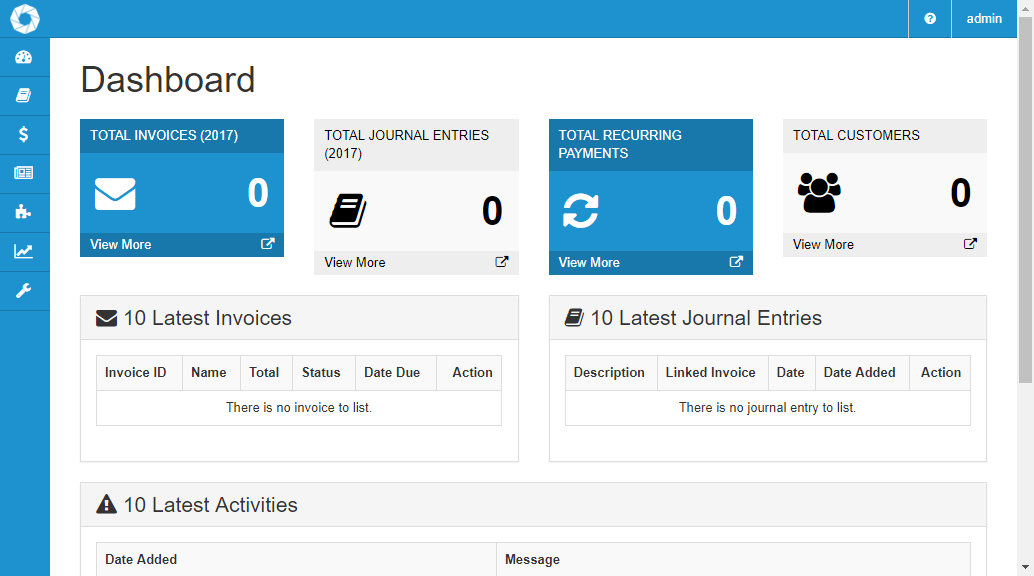 admin
Dashboard
TOTAL INVOICES (2017)
0
View More
TOTAL JOURNAL ENTRIES
(2017)
0
View More
TOTAL RECURRING
PAYMENTS
0
View More
TOTAL CUSTOMERS
0
View More
10 Latest Invoices
Invoice ID Name Total Status Date Due Action
There is no invoice to list.
10 Latest Journal Entries
Description Linked Invoice Date Date Added Action
There is no journal entry to list.
10 Latest Activities
Date Added Message